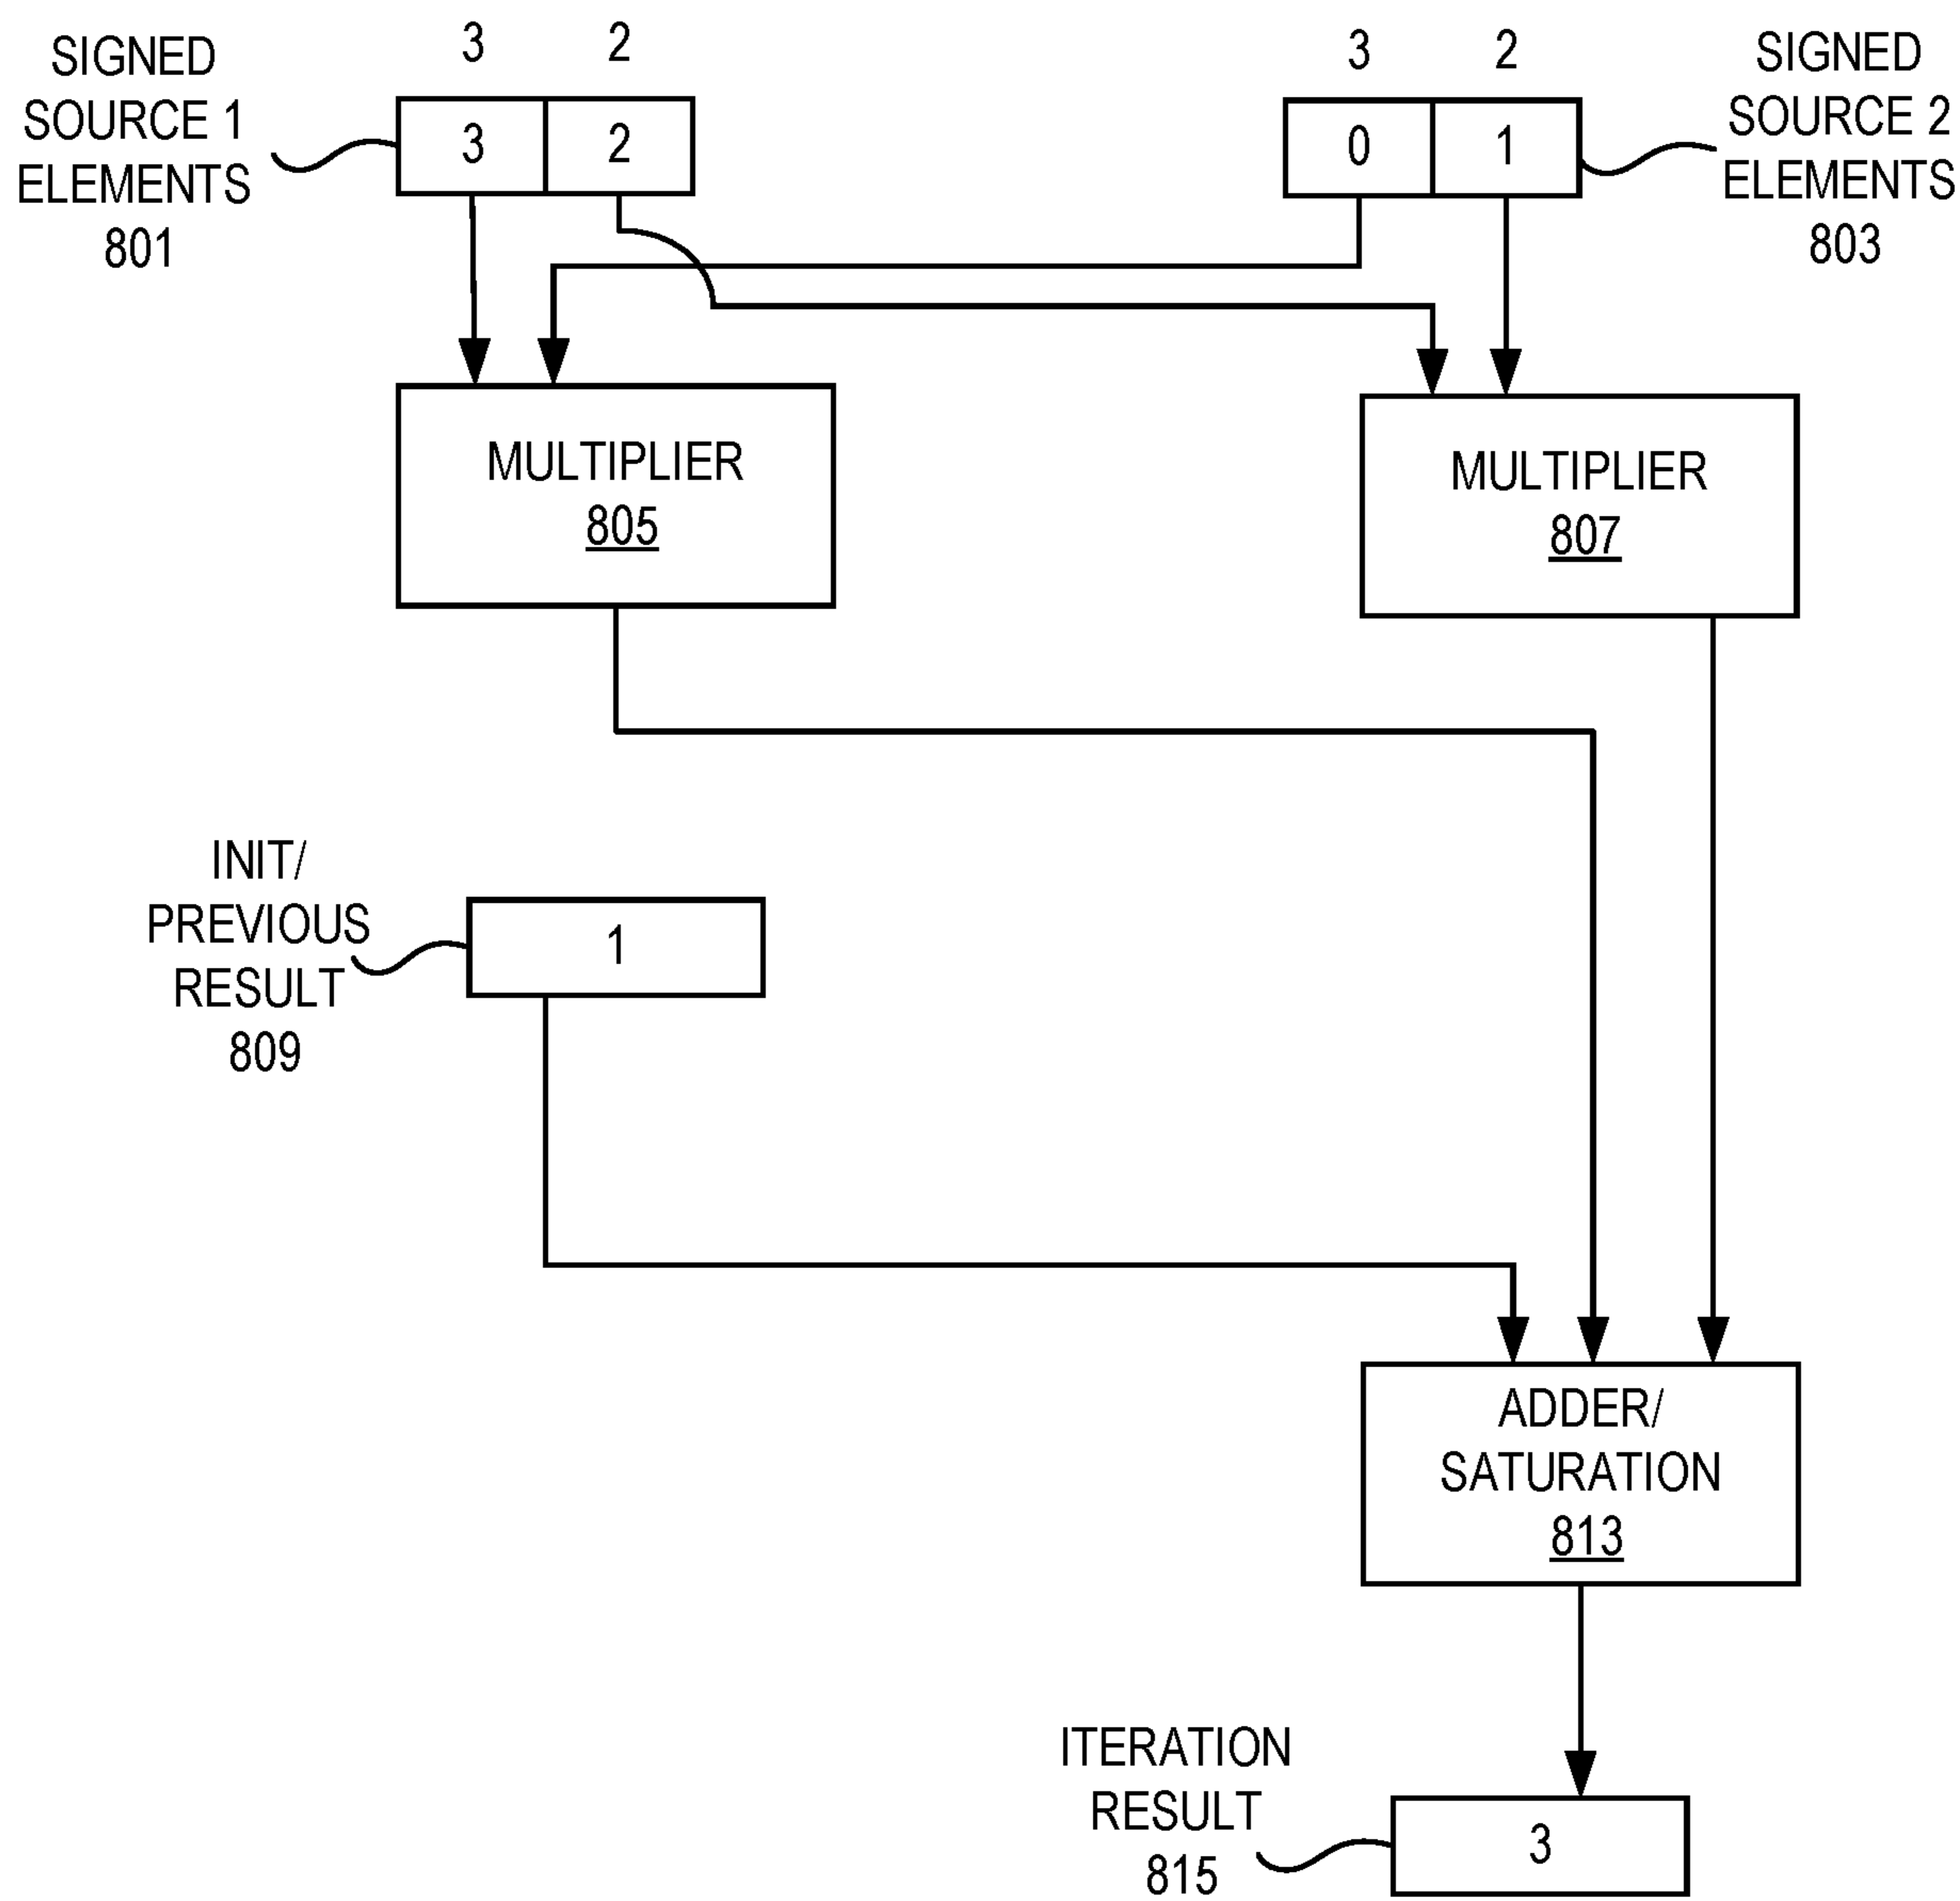 SIGNED
SOURCE 1
ELEMENTS
801
3 2
3 2
3 2
0 1
SIGNED
SOURCE 2
ELEMENTS
803
MULTIPLIER
805
MULTIPLIER
807
INIT/
PREVIOUS
RESULT
809
1
ADDER/
SATURATION
813
ITERATION
RESULT
815
3